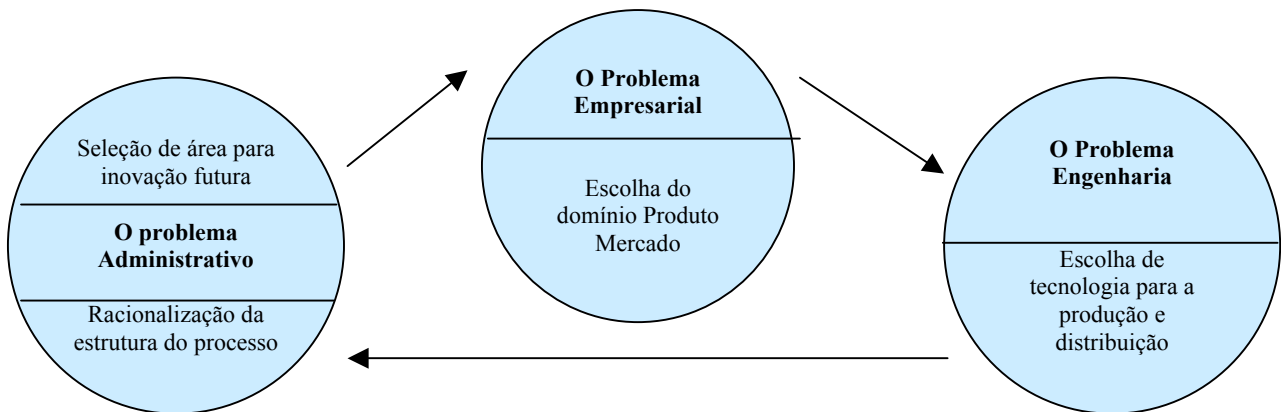 Seleção de área para
inovação futura
O problema
Administrativo
Racionalização da
estrutura do processo
O Problema
Empresarial
Escolha do
domínio Produto
Mercado
O Problema
Engenharia
Escolha de
tecnologia para a
produção e
distribuição